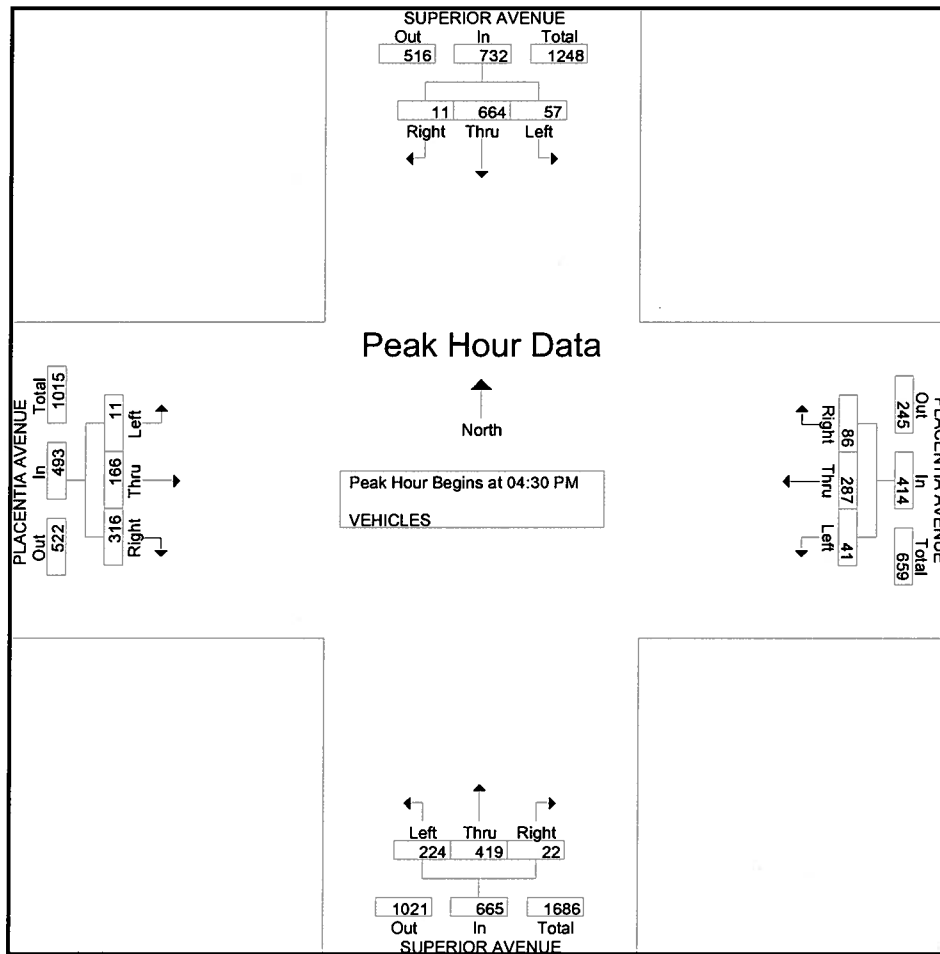 SUPERIOR AVENUE
Out In Total
516 732 1248
11 664 57
Right Thru Left
Peak Hour Data
North
Peak Hour Begins at 04:30 PM
VEHICLES
PLACENTIA AVENUE
Out In Total
522 493 1015
11 166 316
Left Thru Right
PLACENTIA AVENUE
Out In Total
245 414 659
86 287 41
Right Thru Left
Left Thru Right
224 419 22
1021 665 1686
Out In Total
SUPERIOR AVENUE